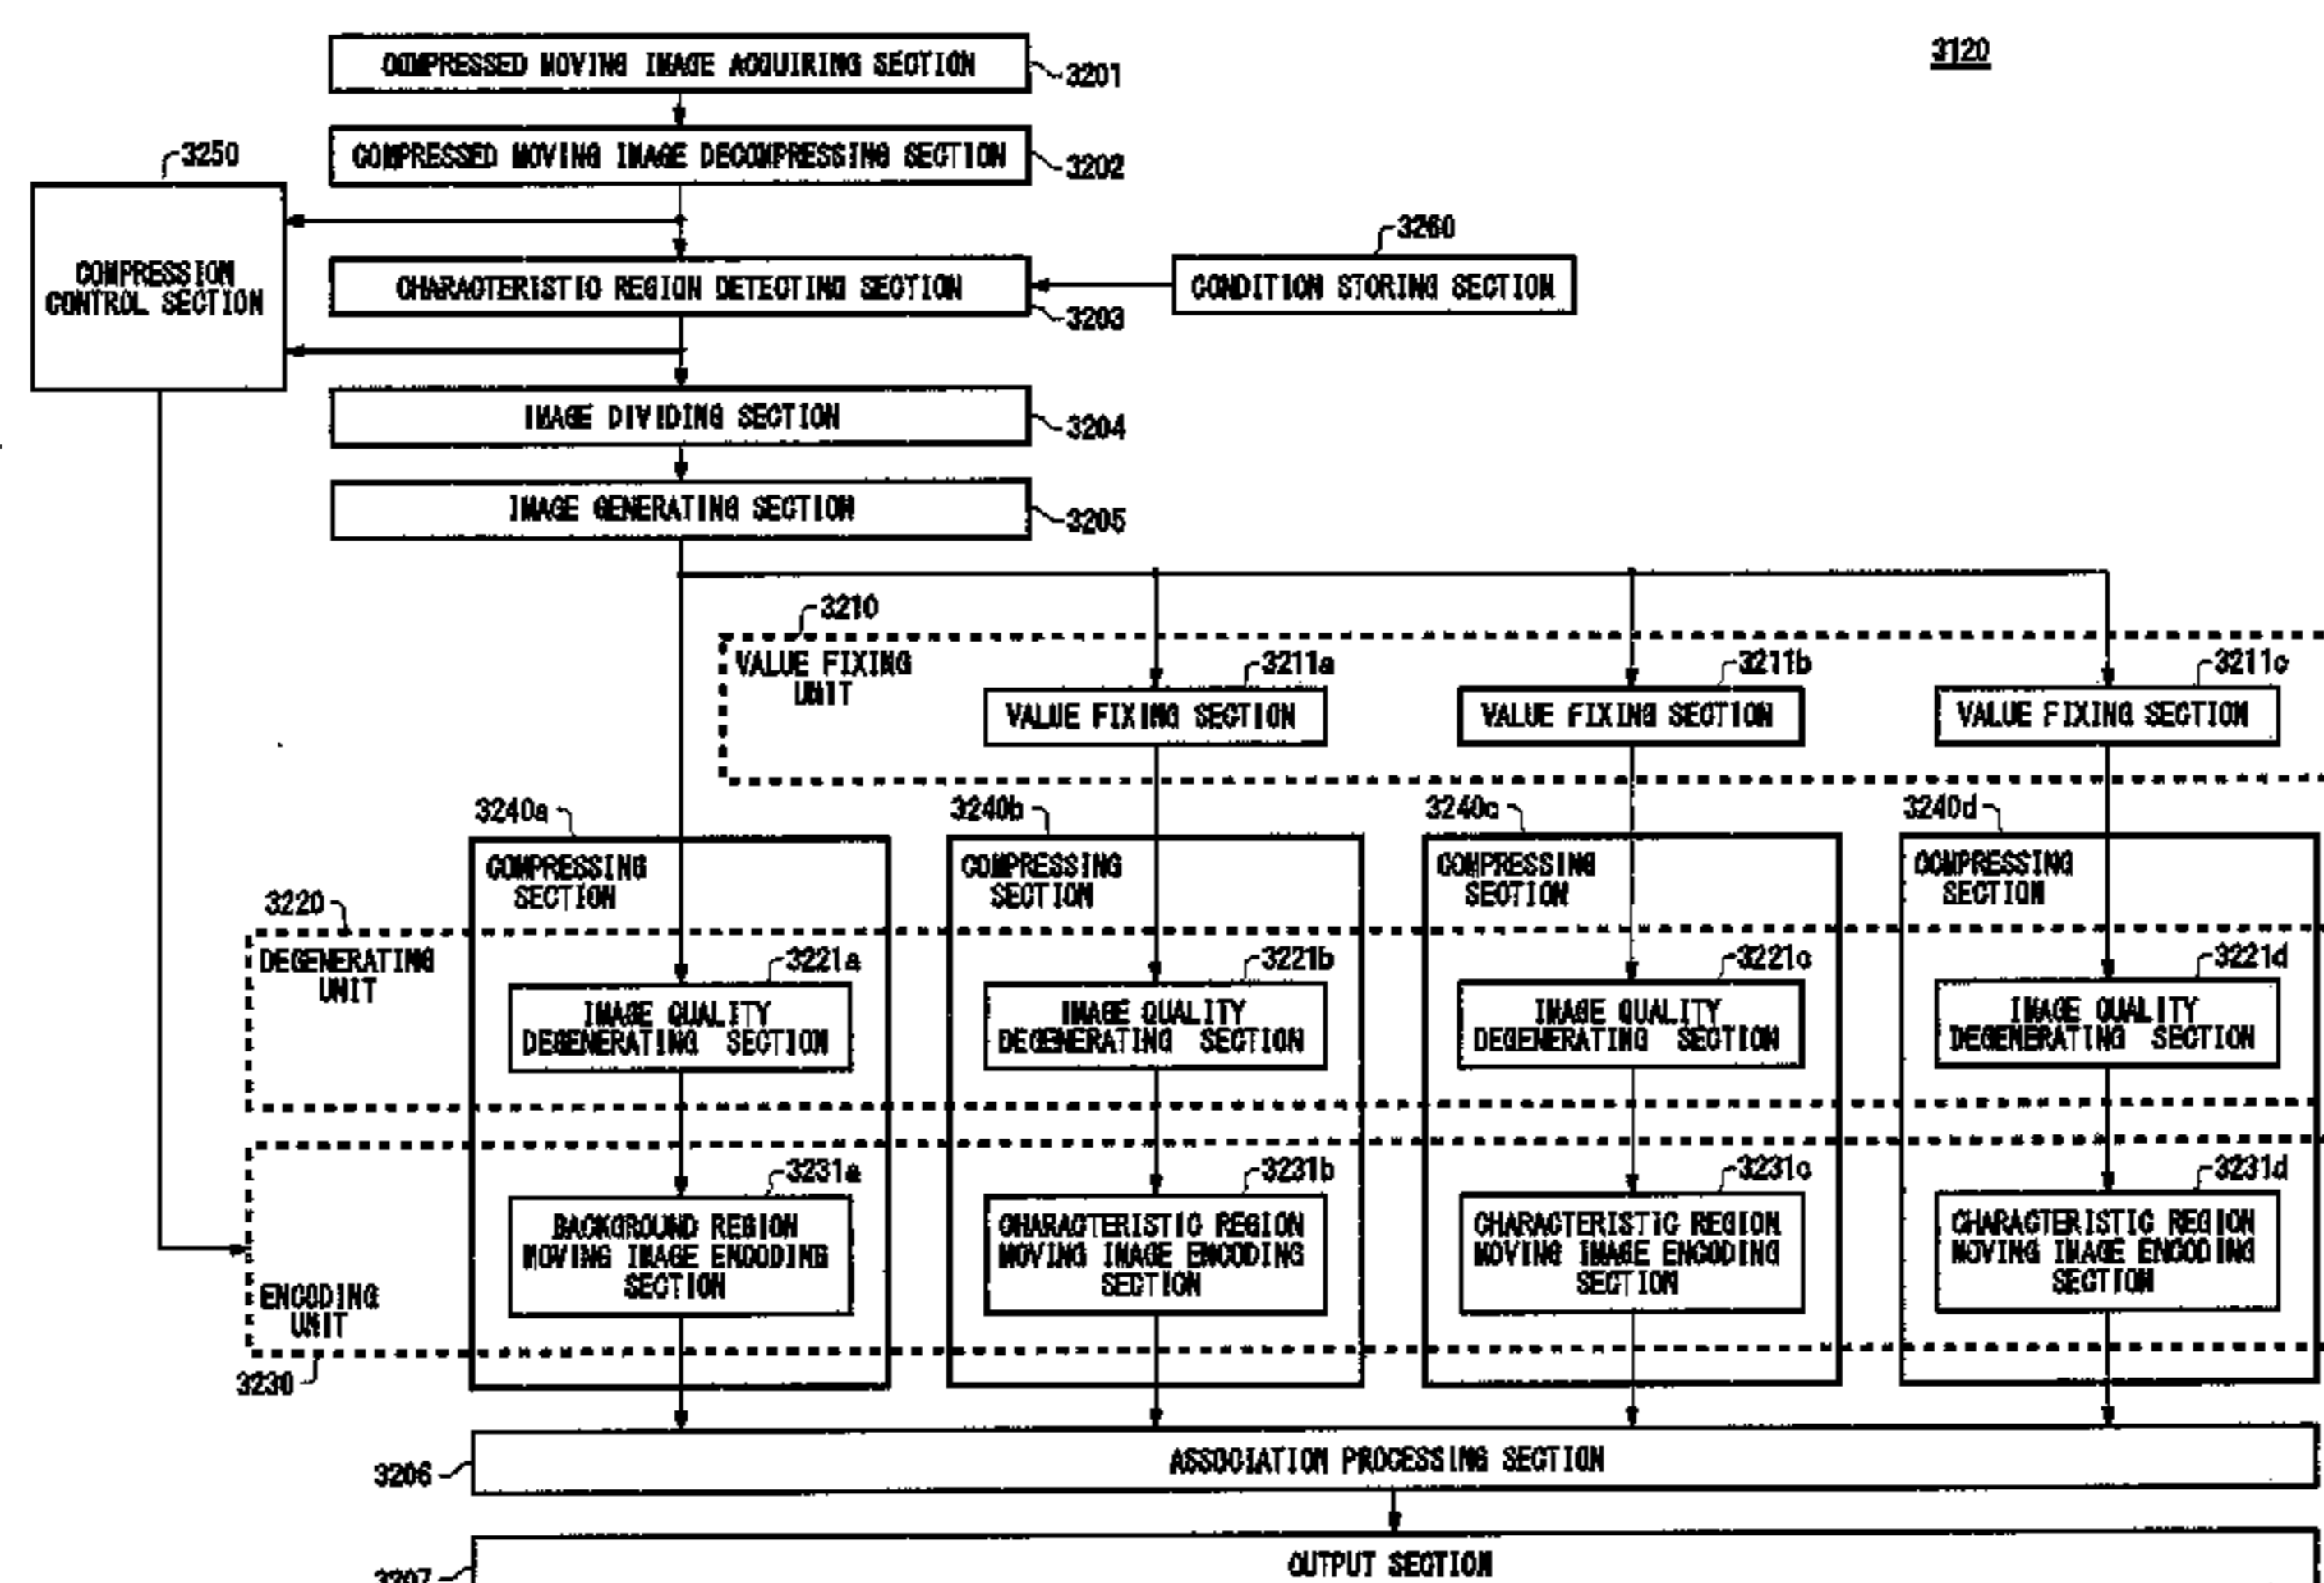 3120
COMPRESSED MOVING IMAGE ACQUIRING SECTION
3201
COMPRESSED MOVING IMAGE DECOMPRESSING SECTION
3202
3250
COMPRESSION
CONTROL SECTION
CHARACTERISTIC REGION DETECTING SECTION
3203
3260
CONDITION STORING SECTION
IMAGE DIVIDING SECTION
3204
IMAGE GENERATING SECTION
3205
3210
VALUE FIXING
UNIT
3211a
VALUE FIXING SECTION
3211b
VALUE FIXING SECTION
3211c
VALUE FIXING SECTION
3240a
COMPRESSING
SECTION
3240b
COMPRESSING
SECTION
3240c
COMPRESSING
SECTION
3240d
COMPRESSING
SECTION
3220
DEGENERATING
UNIT
3221a
IMAGE QUALITY
DEGENERATING SECTION
3221b
IMAGE QUALITY
DEGENERATING SECTION
3221c
IMAGE QUALITY
DEGENERATING SECTION
3221d
IMAGE QUALITY
DEGENERATING SECTION
3231a
BACKGROUND REGION
MOVING IMAGE ENCODING
SECTION
3231b
CHARACTERISTIC REGION
MOVING IMAGE ENCODING
SECTION
3231c
CHARACTERISTIC REGION
MOVING IMAGE ENCODING
SECTION
3231d
CHARACTERISTIC REGION
MOVING IMAGE ENCODING
SECTION
ENCODING
UNIT
3230
3206
ASSOCIATION PROCESSING SECTION
3207
OUTPUT SECTION